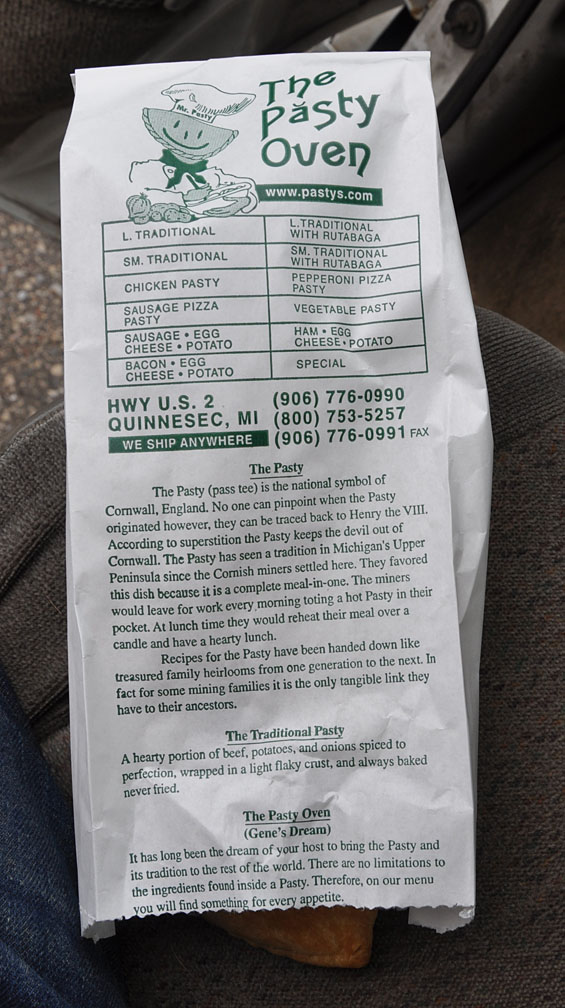 Mr. Pasty
The
Păsty
Oven
www.pastys.com
L. TRADITIONAL
L.TRADITIONAL
WITH RUTABAGA
SM. TRADITIONAL
SM. TRADITIONAL
WITH RUTABAGA
CHICKEN PASTY
PEPPERONI PIZZA
PASTY
SAUSAGE PIZZA
PASTY
VEGETABLE PASTY
SAUSAGE • EGG
CHEESE • POTATO
HAM • EGG
CHEESE • POTATO
BACON • EGG
CHEESE • POTATO
SPECIAL
HWY U.S. 2
QUINNESEC, MI
WE SHIP ANYWHERE
(906) 776-0990
(800) 753-5257
(906) 776-0991 FAX
The Pasty
The Pasty (pass tee) is the national symbol of
Cornwall, England. No one can pinpoint when the Pasty
originated however, they can be traced back to Henry the VIII.
According to superstition the Pasty keeps the devil out of
Cornwall. The Pasty has seen a tradition in Michigan's Upper
Peninsula since the Cornish miners settled here. They favored
this dish because it is a complete meal-in-one. The miners
would leave for work every morning toting a hot Pasty in their
pocket. At lunch time they would reheat their meal over a
candle and have a hearty lunch.
Recipes for the Pasty have been handed down like
treasured family heirlooms from one generation to the next. In
fact for some mining families it is the only tangible link they
have to their ancestors.
The Traditional Pasty
A hearty portion of beef, potatoes, and onions spiced to
perfection, wrapped in a light flaky crust, and always baked
never fried.
The Pasty Oven
(Gene's Dream)
It has long been the dream of your host to bring the Pasty and
its tradition to the rest of the world. There are no limitations to
the ingredients found inside a Pasty. Therefore, on our menu
you will find something for every appetite.